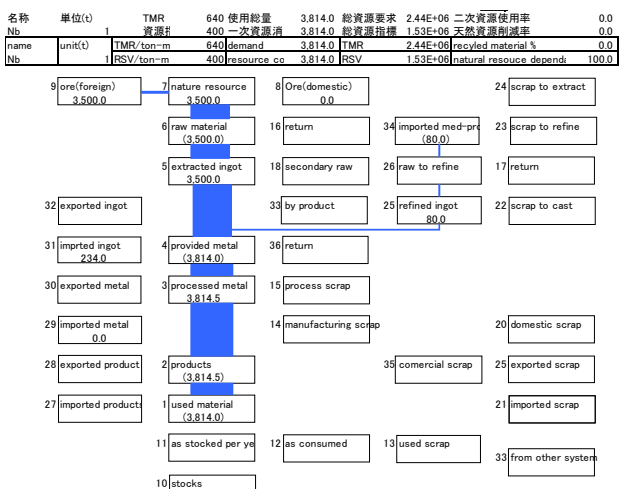 名称 単位(t) TMR 640 使用総量 3,814.0 総資源要求 2.44E+06 二次資源使用率 0.0
Nb 1 資源指 400 一次資源消 3,814.0 総資源指標 1.53E+06 天然資源削減率 0.0
name unit(t) TMR/ton-m 640 demand 3,814.0 TMR 2.44E+06 recyled material % 0.0
Nb 1 RSV/ton-m 400 resource co 3,814.0 RSV 1.53E+06 natural resouce depend 100.0
9 ore(foreign) 7 nature resource 8 Ore(domestic) 24 scrap to extract
3,500.0 3,500.0 0.0
6 raw material 16 return 34 imported med-pro 23 scrap to refine
(3,500.0) (80.0)
5 extracted ingot 18 secondary raw 26 raw to refine 17 return
3,500.0
32 exported ingot 33 by product 25 refined ingot 22 scrap to cast
80.0
31 imprted ingot 4 provided metal 36 return
234.0 (3,814.0)
30 exported metal 3 processed metal 15 process scrap
3,814.5
29 imported metal 14 manufacturing scrap 20 domestic scrap
0.0
28 exported product 2 products 35 comercial scrap 25 exported scrap
(3,814.5)
27 imported products 1 used material 21 imported scrap
(3,814.0)
11 as stocked per ye 12 as consumed 13 used scrap
33 from other system
10 stocks